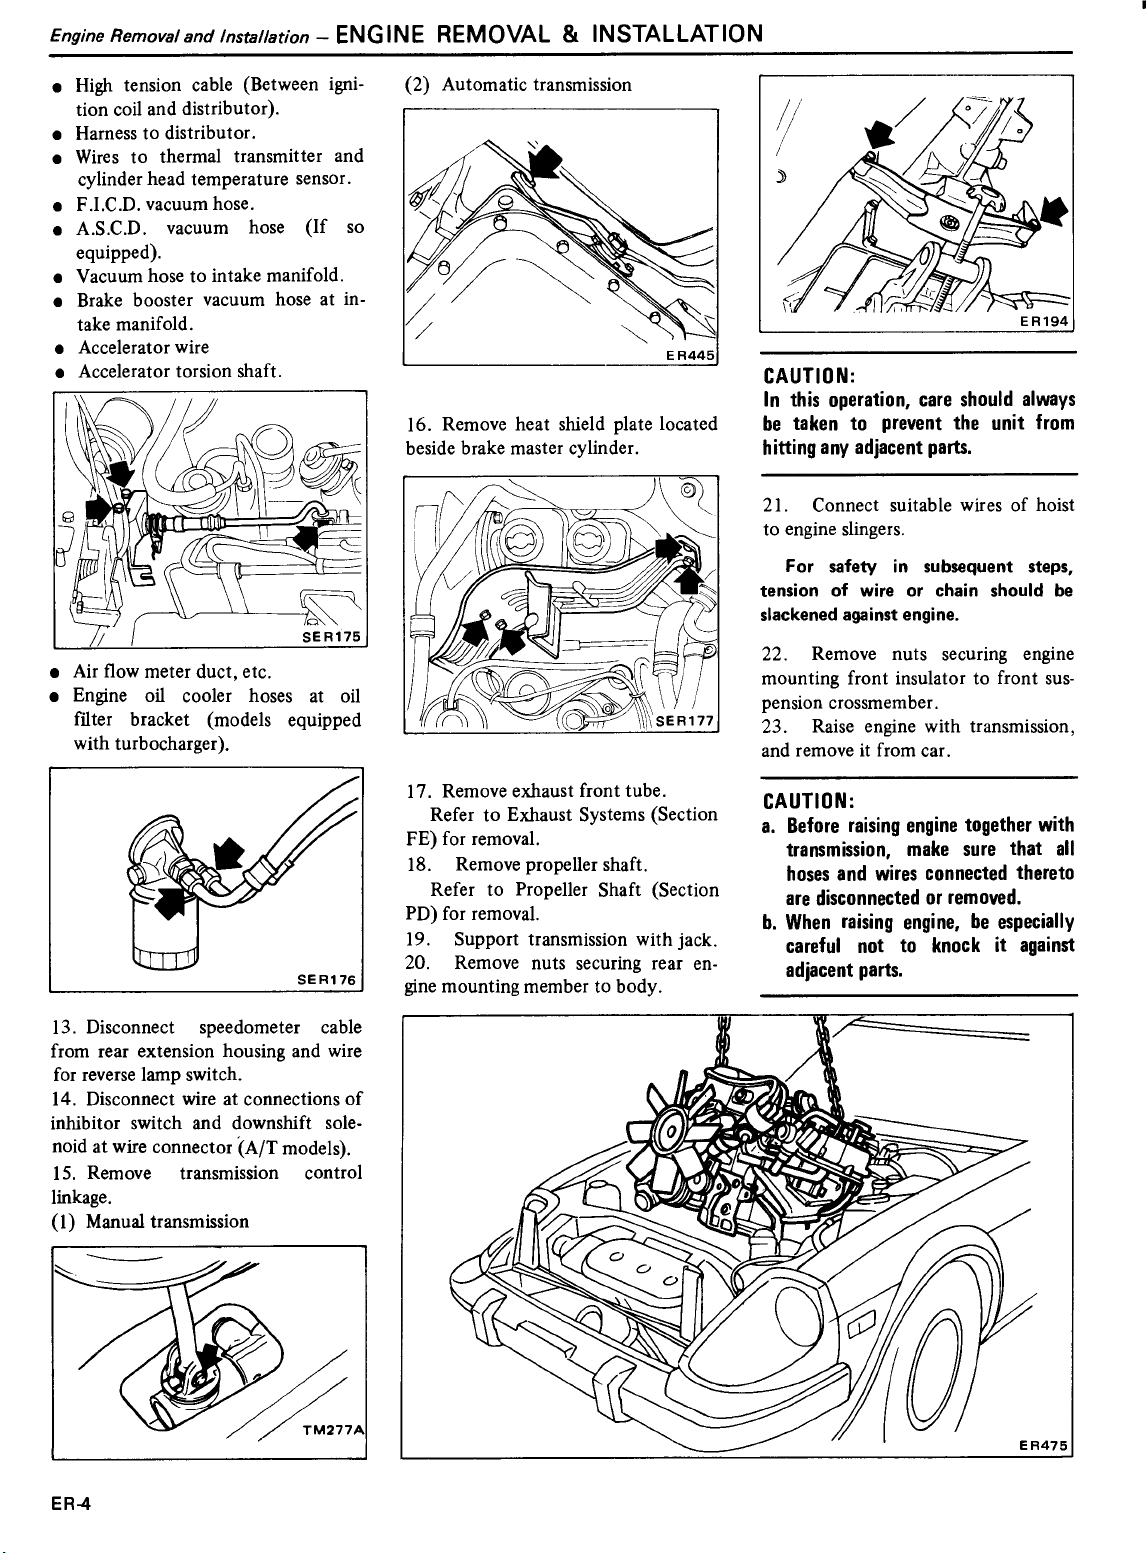 Engine Removal and Installation – ENGINE REMOVAL & INSTALLATION
● High tension cable (Between igni-
tion coil and distributor).
● Harness to distributor.
● Wires to thermal transmitter and
cylinder head temperature sensor.
● F.I.C.D. vacuum hose.
● A.S.C.D. vacuum hose (If so
equipped).
● Vacuum hose to intake manifold.
● Brake booster vacuum hose at in-
take manifold.
● Accelerator wire
● Accelerator torsion shaft.
SER175
● Air flow meter duct, etc.
● Engine oil cooler hoses at oil
filter bracket (models equipped
with turbocharger).
SER176
13. Disconnect speedometer cable
from rear extension housing and wire
for reverse lamp switch.
14. Disconnect wire at connections of
inhibitor switch and downshift sole-
noid at wire connector (A/T models).
15. Remove transmission control
linkage.
(1) Manual transmission
TM277A
(2) Automatic transmission
ER445
16. Remove heat shield plate located
beside brake master cylinder.
SER177
17. Remove exhaust front tube.
Refer to Exhaust Systems (Section
FE) for removal.
18. Remove propeller shaft.
Refer to Propeller Shaft (Section
PD) for removal.
19. Support transmission with jack.
20. Remove nuts securing rear en-
gine mounting member to body.
ER194
CAUTION:
In this operation, care should always
be taken to prevent the unit from
hitting any adjacent parts.
21. Connect suitable wires of hoist
to engine slingers.
For safety in subsequent steps,
tension of wire or chain should be
slackened against engine.
22. Remove nuts securing engine
mounting front insulator to front sus-
pension crossmember.
23. Raise engine with transmission,
and remove it from car.
CAUTION:
a. Before raising engine together with
transmission, make sure that all
hoses and wires connected thereto
are disconnected or removed.
b. When raising engine, be especially
careful not to knock it against
adjacent parts.
ER475
ER-4